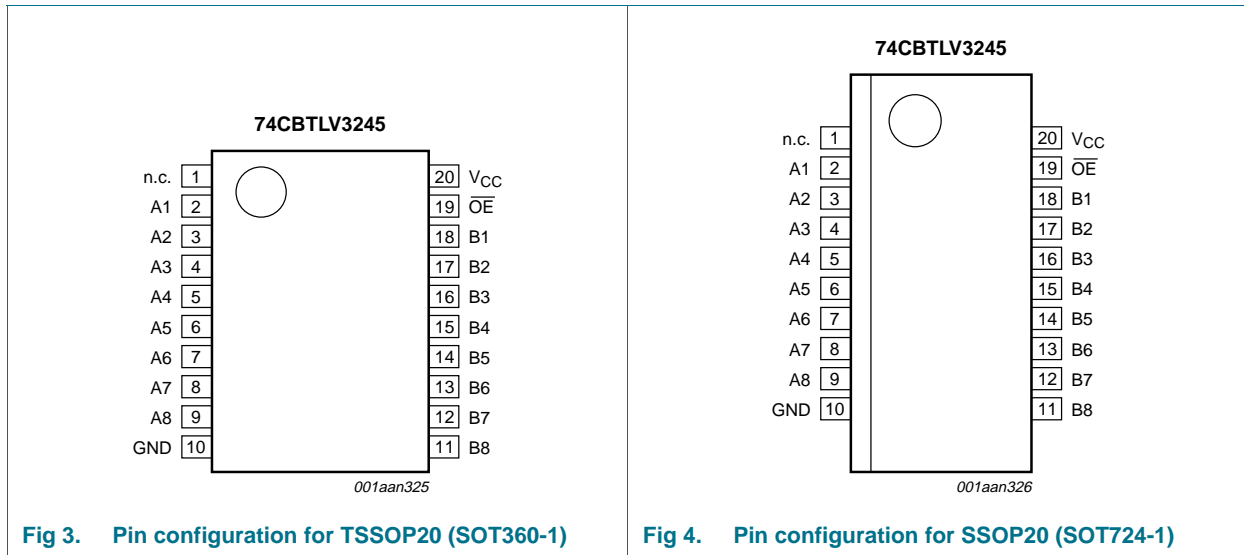 74CBTLV3245
n.c. 1 20 VCC
A1 2 19 OE
A2 3 18 B1
A3 4 17 B2
A4 5 16 B3
A5 6 15 B4
A6 7 14 B5
A7 8 13 B6
A8 9 12 B7
GND 10 11 B8
001aan325
Fig 3. Pin configuration for TSSOP20 (SOT360-1)
74CBTLV3245
n.c. 1 20 VCC
A1 2 19 OE
A2 3 18 B1
A3 4 17 B2
A4 5 16 B3
A5 6 15 B4
A6 7 14 B5
A7 8 13 B6
A8 9 12 B7
GND 10 11 B8
001aan326
Fig 4. Pin configuration for SSOP20 (SOT724-1)